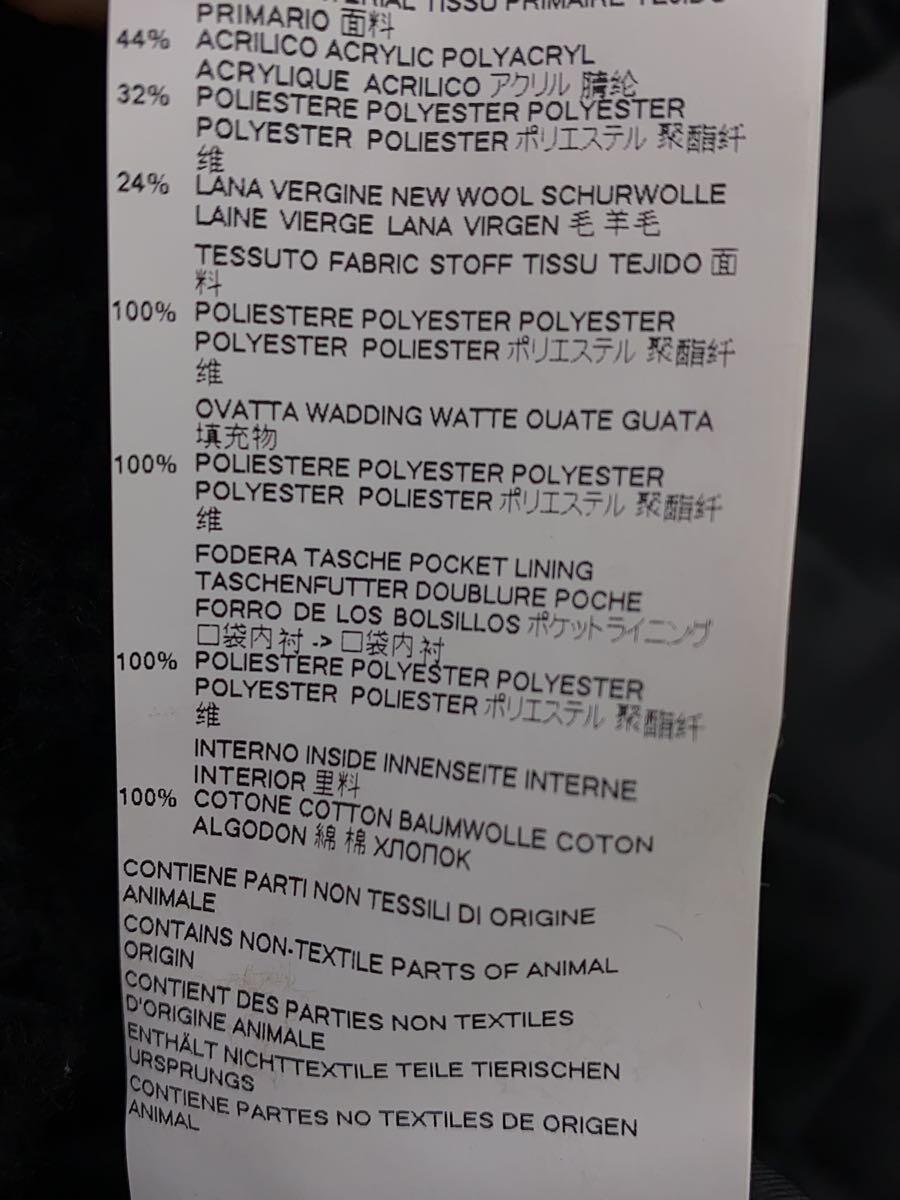 TISSU PRIMAIRE TEJIDO
PRIMARIO 面料
44% ACRILICO ACRYLIC POLYACRYL
ACRYLIQUE ACRILICO アクリル 腈纶
32% POLIESTERE POLYESTER POLYESTER
POLYESTER POLIESTER ポリエステル 聚酯纤
维
24% LANA VERGINE NEW WOOL SCHURWOLLE
LAINE VIERGE LANA VIRGEN 毛 羊毛
TESSUTO FABRIC STOFF TISSU TEJIDO 面
料
100% POLIESTERE POLYESTER POLYESTER
POLYESTER POLIESTER ポリエステル 聚酯纤
维
OVATTA WADDING WATTE OUATE GUATA
填充物
100% POLIESTERE POLYESTER POLYESTER
POLYESTER POLIESTER ポリエステル 聚酯纤
维
FODERA TASCHE POCKET LINING
TASCHENFUTTER DOUBLURE POCHE
FORRO DE LOS BOLSILLOS ポケットライニング
口袋内衬 -> 口袋内衬
100% POLIESTERE POLYESTER POLYESTER
POLYESTER POLIESTER ポリエステル 聚酯纤
维
INTERNO INSIDE INNENSEITE INTERNE
INTERIOR 里料
100% COTONE COTTON BAUMWOLLE COTON
ALGODON 綿 棉 ХЛОПОК
CONTIENE PARTI NON TESSILI DI ORIGINE
ANIMALE
CONTAINS NON-TEXTILE PARTS OF ANIMAL
ORIGIN
CONTIENT DES PARTIES NON TEXTILES
D'ORIGINE ANIMALE
ENTHÄLT NICHTTEXTILE TEILE TIERISCHEN
URSPRUNGS
CONTIENE PARTES NO TEXTILES DE ORIGEN
ANIMAL